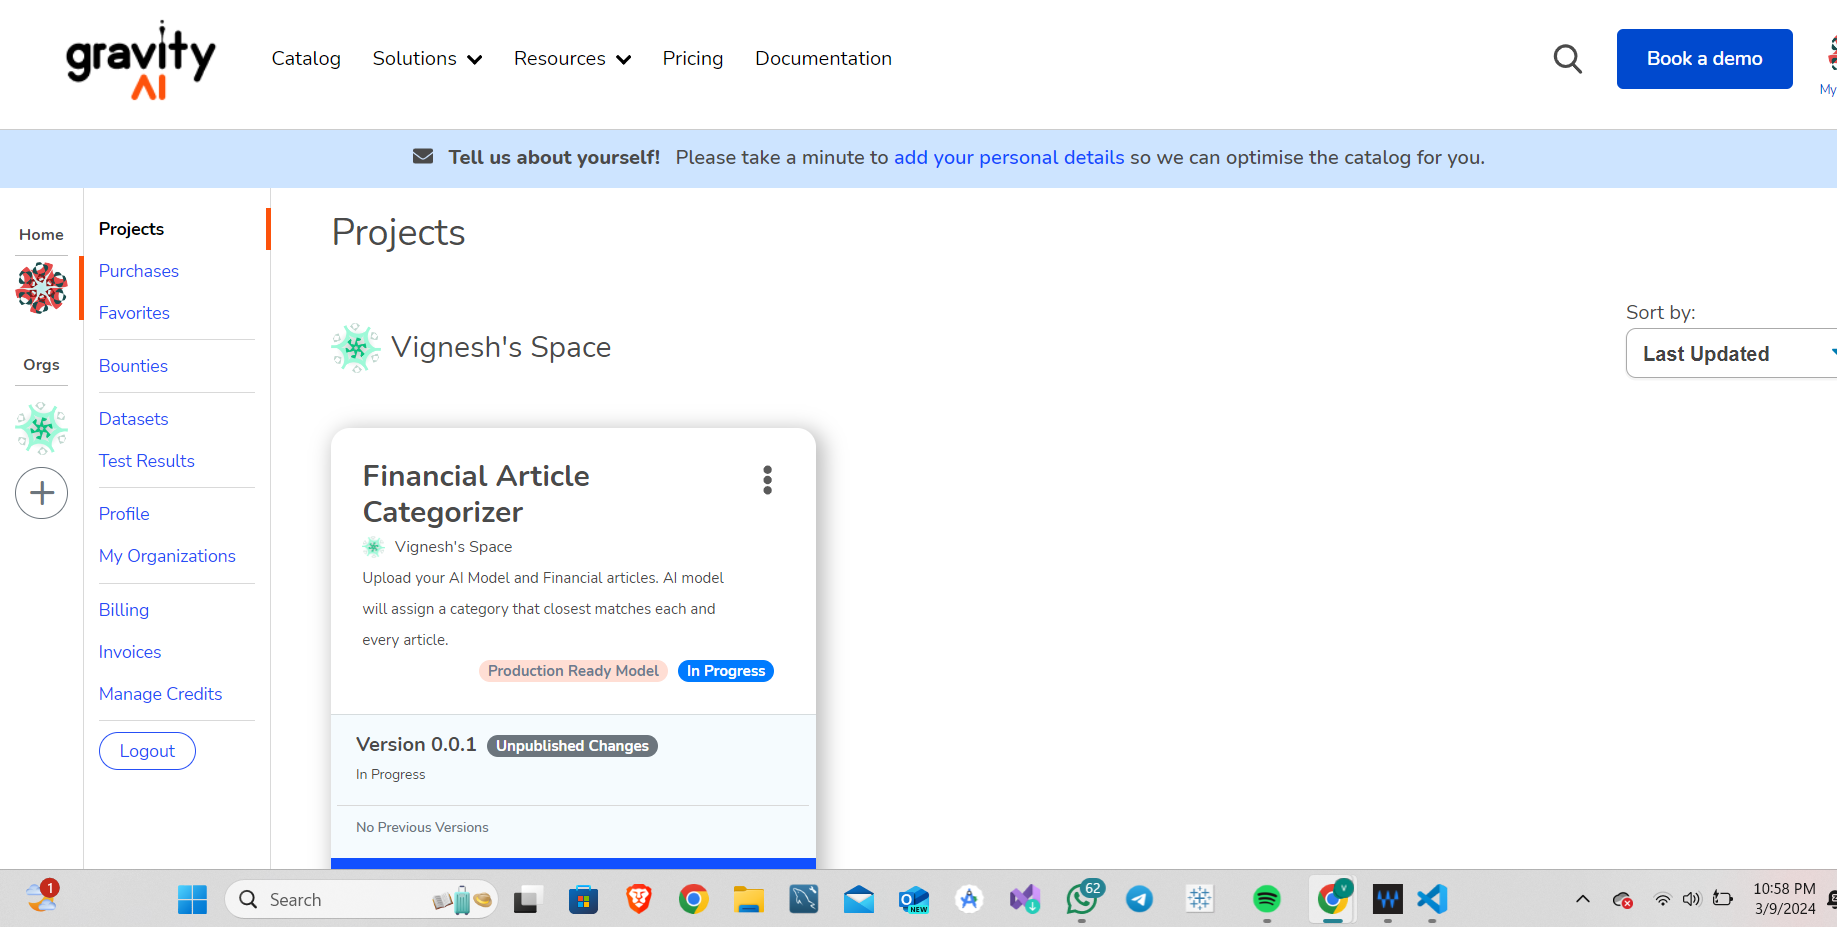 gravity
AI
Catalog
Solutions
Resources
Pricing
Documentation
Book a demo
My
Tell us about yourself! Please take a minute to add your personal details so we can optimise the catalog for you.
Home
Orgs
Projects
Purchases
Favorites
Bounties
Datasets
Test Results
Profile
My Organizations
Billing
Invoices
Manage Credits
Logout
Projects
Vignesh's Space
Sort by:
Last Updated
Financial Article
Categorizer
Vignesh's Space
Upload your AI Model and Financial articles. AI model
will assign a category that closest matches each and
every article.
Production Ready Model In Progress
Version 0.0.1 Unpublished Changes
In Progress
No Previous Versions
1
Search
NEW
62
V
10:58 PM
3/9/2024